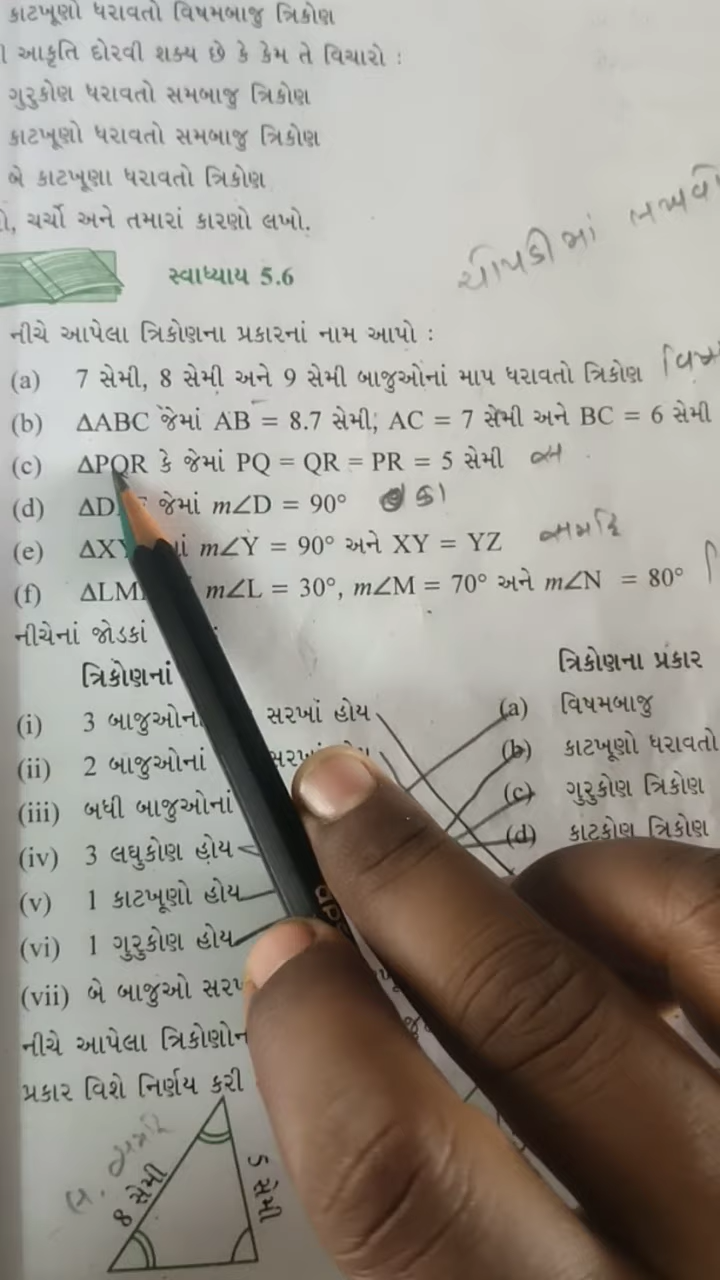 કાટખૂણો ધરાવતો વિષમબાજુ ત્રિકોણ
આકૃતિ દોરવી શક્ય છે કે કેમ તે વિચારો :
ગુરુકોણ ધરાવતો સમબાજુ ત્રિકોણ
કાટખૂણો ધરાવતો સમબાજુ ત્રિકોણ
બે કાટખૂણા ધરાવતો ત્રિકોણ
ચર્ચો અને તમારાં કારણો લખો.
ચોપડીમાં
સ્વાધ્યાય 5.6
નીચે આપેલા ત્રિકોણના પ્રકારનાં નામ આપો :
(a) 7 સેમી, 8 સેમી અને 9 સેમી બાજુઓનાં માપ ધરાવતો ત્રિકોણ
(b) ΔABC જેમાં AB = 8.7 સેમી; AC = 7 સેમી અને BC = 6 સેમી
(c) ΔPQR કે જેમાં PQ = QR = PR = 5 સેમી સ
(d) જેમાં m∠D = 90° કા
(e) m∠Y = 90° અને XY = YZ સમદ્વિ
(f) m∠L = 30°, m∠M = 70° અને m∠N = 80°
નીચેનાં જોડકાં
ત્રિકોણનાં ત્રિકોણના પ્રકાર
(i) 3 બાજુઓનાં સરખાં હોય (a) વિષમબાજુ
(ii) 2 બાજુઓનાં સરખાં હોય (b) કાટખૂણો ધરાવતો
(iii) બધી બાજુઓનાં (c) ગુરુકોણ ત્રિકોણ
(iv) 3 લઘુકોણ હોય (d) કાટકોણ ત્રિકોણ
(v) 1 કાટખૂણો હોય
(vi) 1 ગુરુકોણ હોય
(vii) બે બાજુઓ
નીચે આપેલા
પ્રકાર વિશે નિર્ણય કરી
8 સેમી
5 સેમી